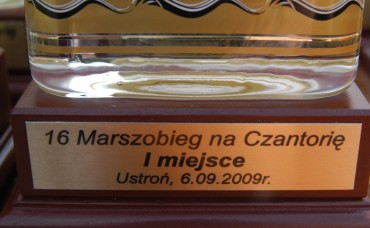 16 Marszobieg na Czantorię
I miejsce
Ustroń, 6.09.2009r.